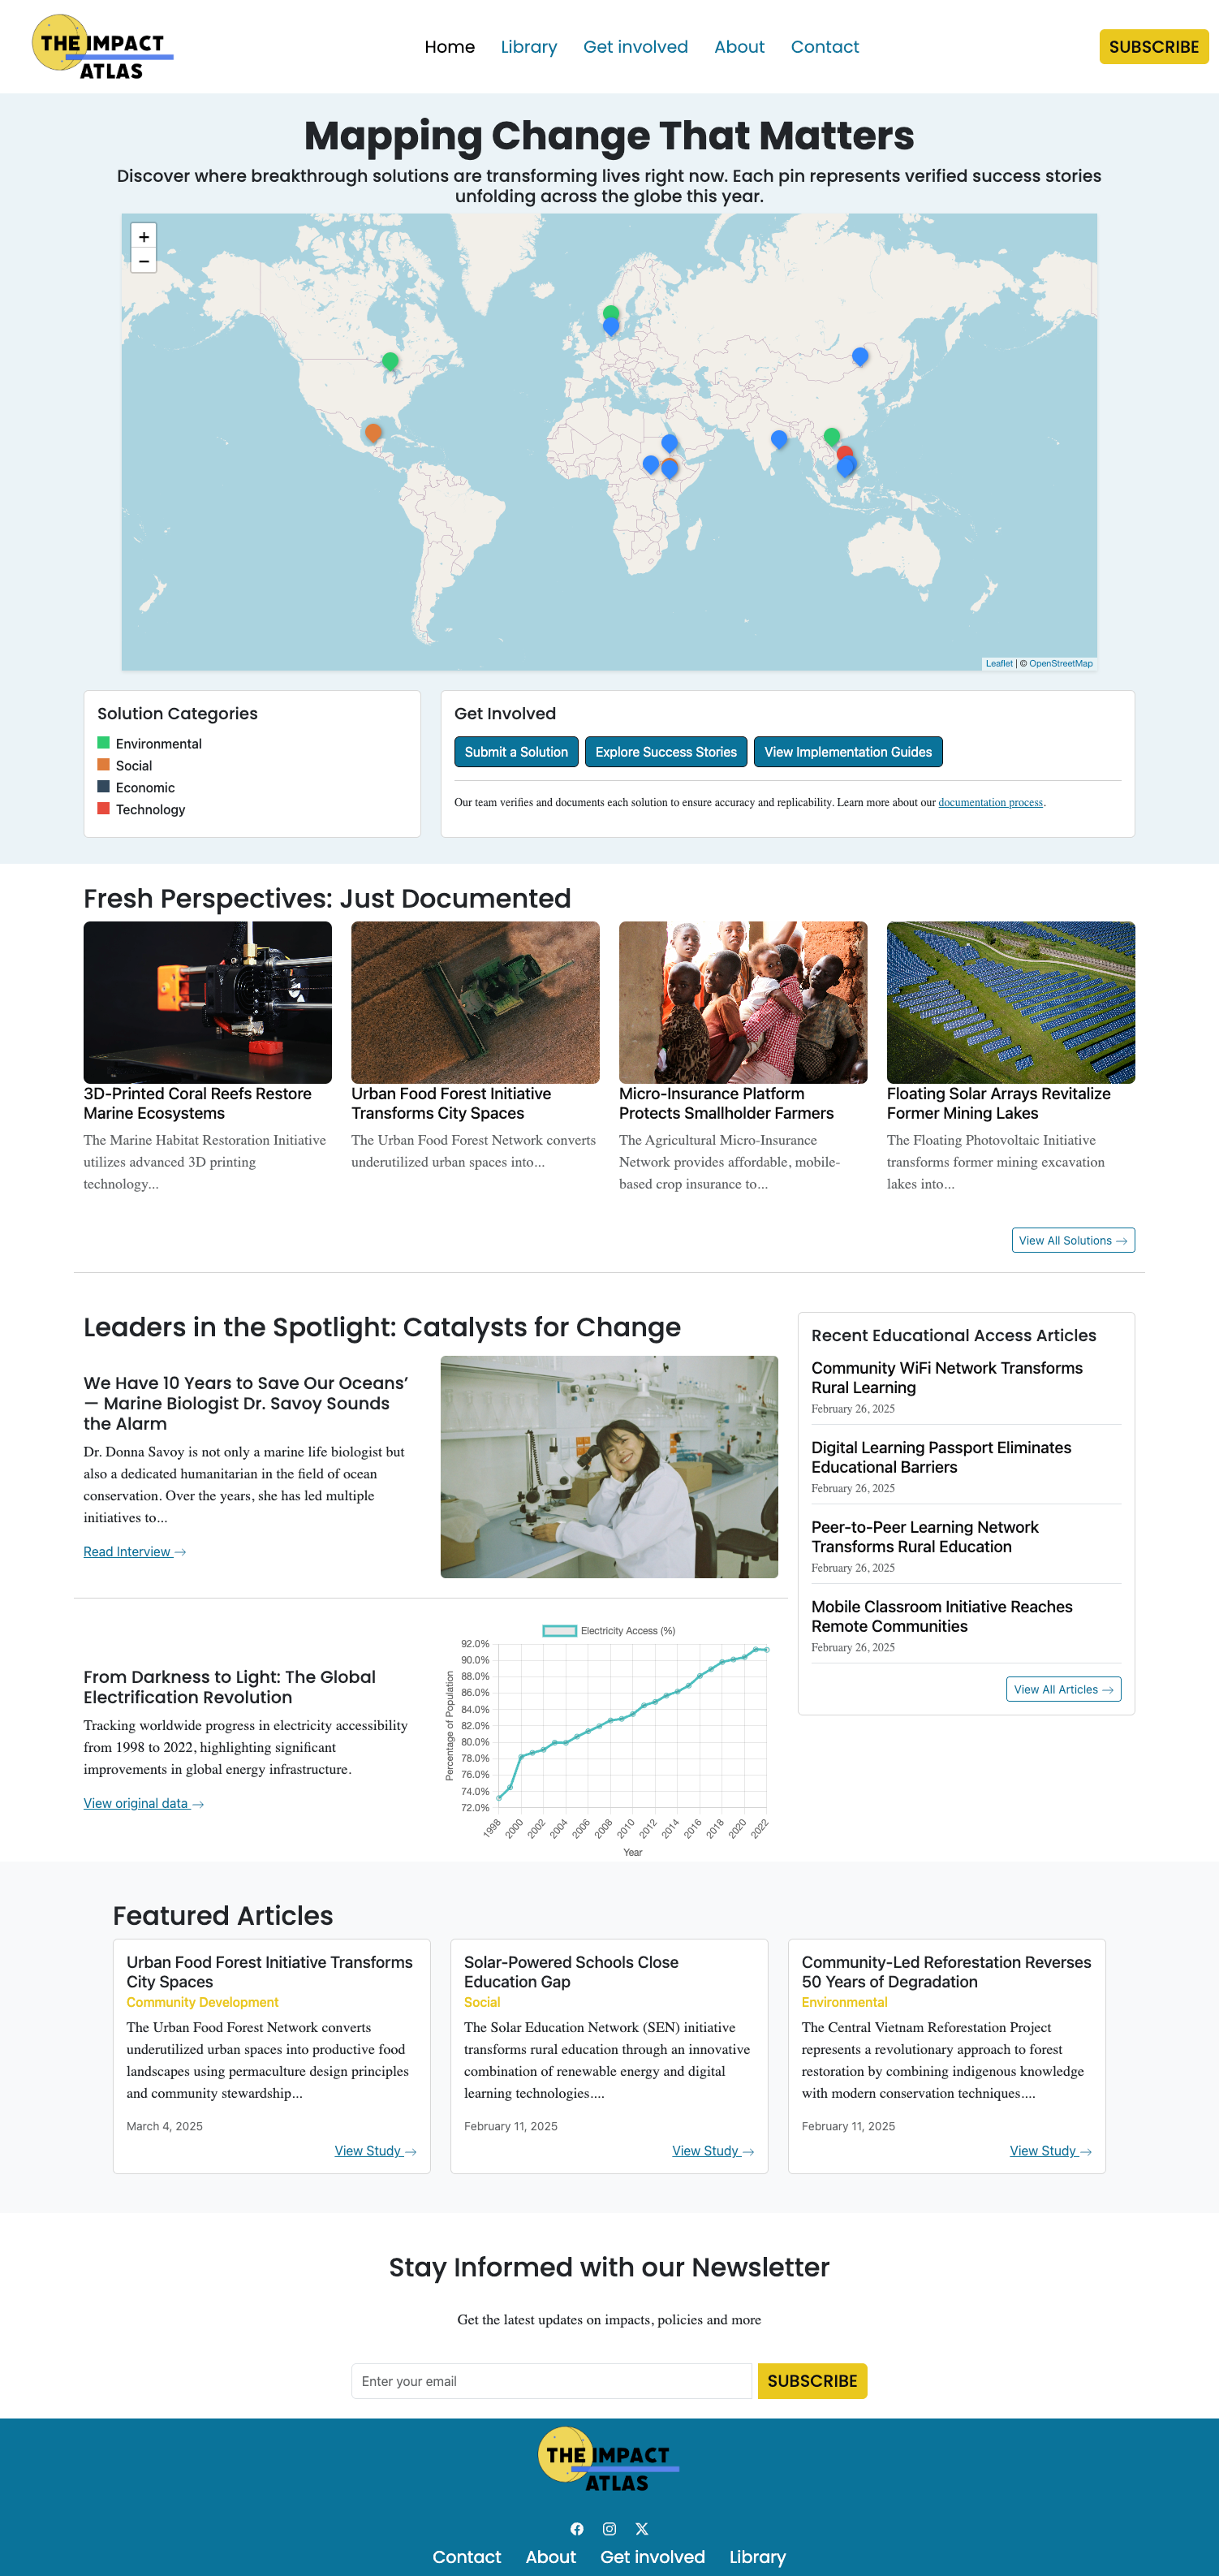 THE IMPACT
ATLAS
Home Library Get involved About Contact
SUBSCRIBE
Mapping Change That Matters
Discover where breakthrough solutions are transforming lives right now. Each pin represents verified success stories
unfolding across the globe this year.
+
−
Leaflet | © OpenStreetMap
Solution Categories
Environmental
Social
Economic
Technology
Get Involved
Submit a Solution Explore Success Stories View Implementation Guides
Our team verifies and documents each solution to ensure accuracy and replicability. Learn more about our documentation process.
Fresh Perspectives: Just Documented
3D-Printed Coral Reefs Restore
Marine Ecosystems
The Marine Habitat Restoration Initiative
utilizes advanced 3D printing
technology...
Urban Food Forest Initiative
Transforms City Spaces
The Urban Food Forest Network converts
underutilized urban spaces into...
Micro-Insurance Platform
Protects Smallholder Farmers
The Agricultural Micro-Insurance
Network provides affordable, mobile-
based crop insurance to...
Floating Solar Arrays Revitalize
Former Mining Lakes
The Floating Photovoltaic Initiative
transforms former mining excavation
lakes into...
View All Solutions →
Leaders in the Spotlight: Catalysts for Change
We Have 10 Years to Save Our Oceans’
— Marine Biologist Dr. Savoy Sounds
the Alarm
Dr. Donna Savoy is not only a marine life biologist but
also a dedicated humanitarian in the field of ocean
conservation. Over the years, she has led multiple
initiatives to...
Read Interview →
From Darkness to Light: The Global
Electrification Revolution
Tracking worldwide progress in electricity accessibility
from 1998 to 2022, highlighting significant
improvements in global energy infrastructure.
View original data →
Electricity Access (%)
Percentage of Population
92.0%
90.0%
88.0%
86.0%
84.0%
82.0%
80.0%
78.0%
76.0%
74.0%
72.0%
1998 2000 2002 2004 2006 2008 2010 2012 2014 2016 2018 2020 2022
Year
Recent Educational Access Articles
Community WiFi Network Transforms
Rural Learning
February 26, 2025
Digital Learning Passport Eliminates
Educational Barriers
February 26, 2025
Peer-to-Peer Learning Network
Transforms Rural Education
February 26, 2025
Mobile Classroom Initiative Reaches
Remote Communities
February 26, 2025
View All Articles →
Featured Articles
Urban Food Forest Initiative Transforms
City Spaces
Community Development
The Urban Food Forest Network converts
underutilized urban spaces into productive food
landscapes using permaculture design principles
and community stewardship...
March 4, 2025
View Study →
Solar-Powered Schools Close
Education Gap
Social
The Solar Education Network (SEN) initiative
transforms rural education through an innovative
combination of renewable energy and digital
learning technologies....
February 11, 2025
View Study →
Community-Led Reforestation Reverses
50 Years of Degradation
Environmental
The Central Vietnam Reforestation Project
represents a revolutionary approach to forest
restoration by combining indigenous knowledge
with modern conservation techniques....
February 11, 2025
View Study →
Stay Informed with our Newsletter
Get the latest updates on impacts, policies and more
Enter your email
SUBSCRIBE
THE IMPACT
ATLAS
Contact About Get involved Library